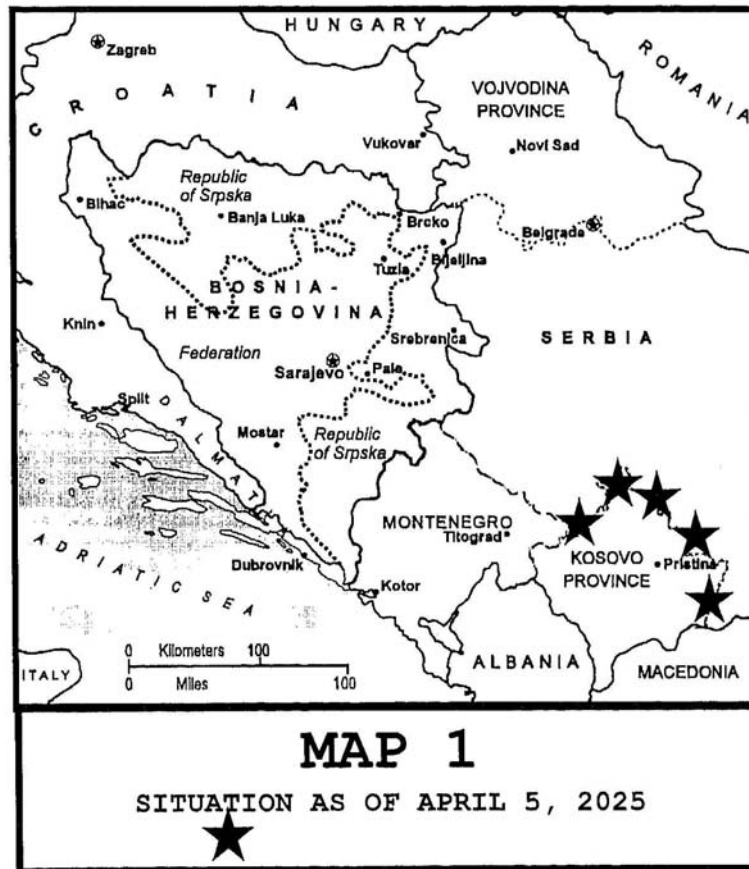 HUNGARY
Zagreb
CROATIA
ROMANIA
VOJVODINA
PROVINCE
Vukovar
Novi Sad
Republic
of Srpska
Bihac
Banja Luka
Brcko
Belgrade
Tuzla
Bijeljina
BOSNIA-
HERZEGOVINA
Knin
Srebrenica
SERBIA
Federation
Sarajevo
Pale
Split
DALMATIA
Mostar
Republic
of Srpska
MONTENEGRO
Titograd
KOSOVO
PROVINCE
Pristina
ADRIATIC SEA
Dubrovnik
Kotor
0 Kilometers 100
0 Miles 100
ITALY
ALBANIA
MACEDONIA
MAP 1
SITUATION AS OF APRIL 5, 2025